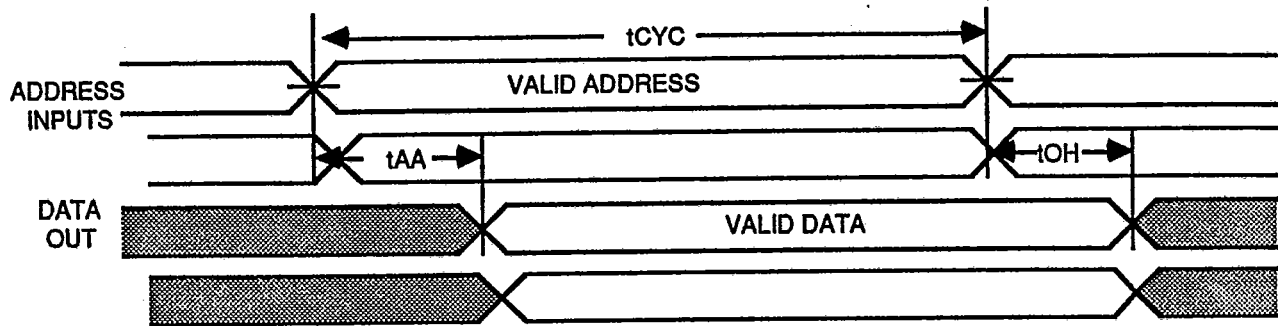 tCYC
ADDRESS
INPUTS
VALID ADDRESS
tAA
tOH
DATA
OUT
VALID DATA